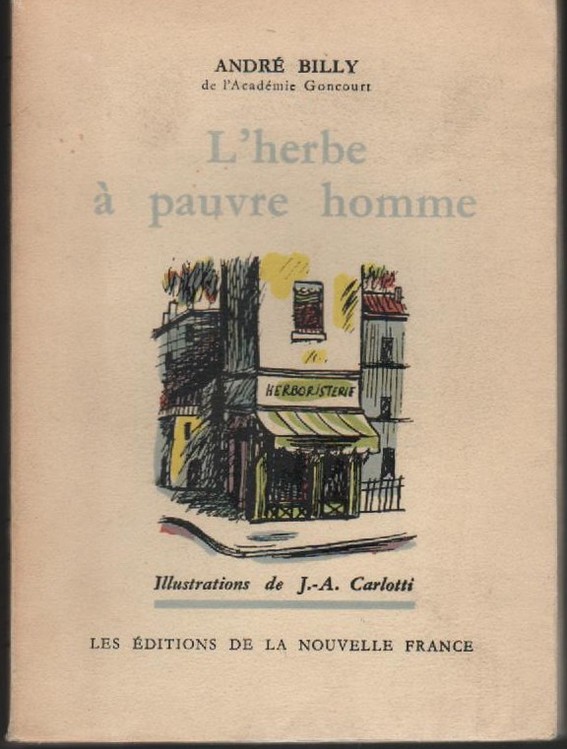 ANDRÉ BILLY
de l'Académie Goncourt
L'herbe
à pauvre homme
HERBORISTERIE
Illustrations de J.-A. Carlotti
LES ÉDITIONS DE LA NOUVELLE FRANCE